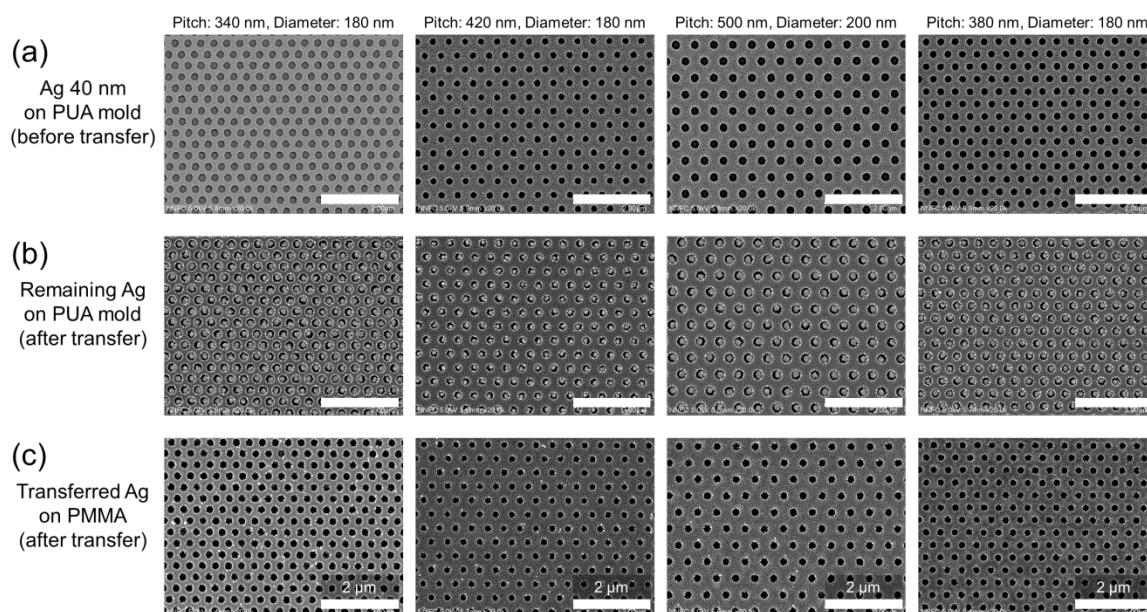 Pitch: 340 nm, Diameter: 180 nm
Pitch: 420 nm, Diameter: 180 nm
Pitch: 500 nm, Diameter: 200 nm
Pitch: 380 nm, Diameter: 180 nm
(a)
Ag 40 nm
on PUA mold
(before transfer)
(b)
Remaining Ag
on PUA mold
(after transfer)
(c)
Transferred Ag
on PMMA
(after transfer)
2 µm
2 µm
2 µm
2 µm